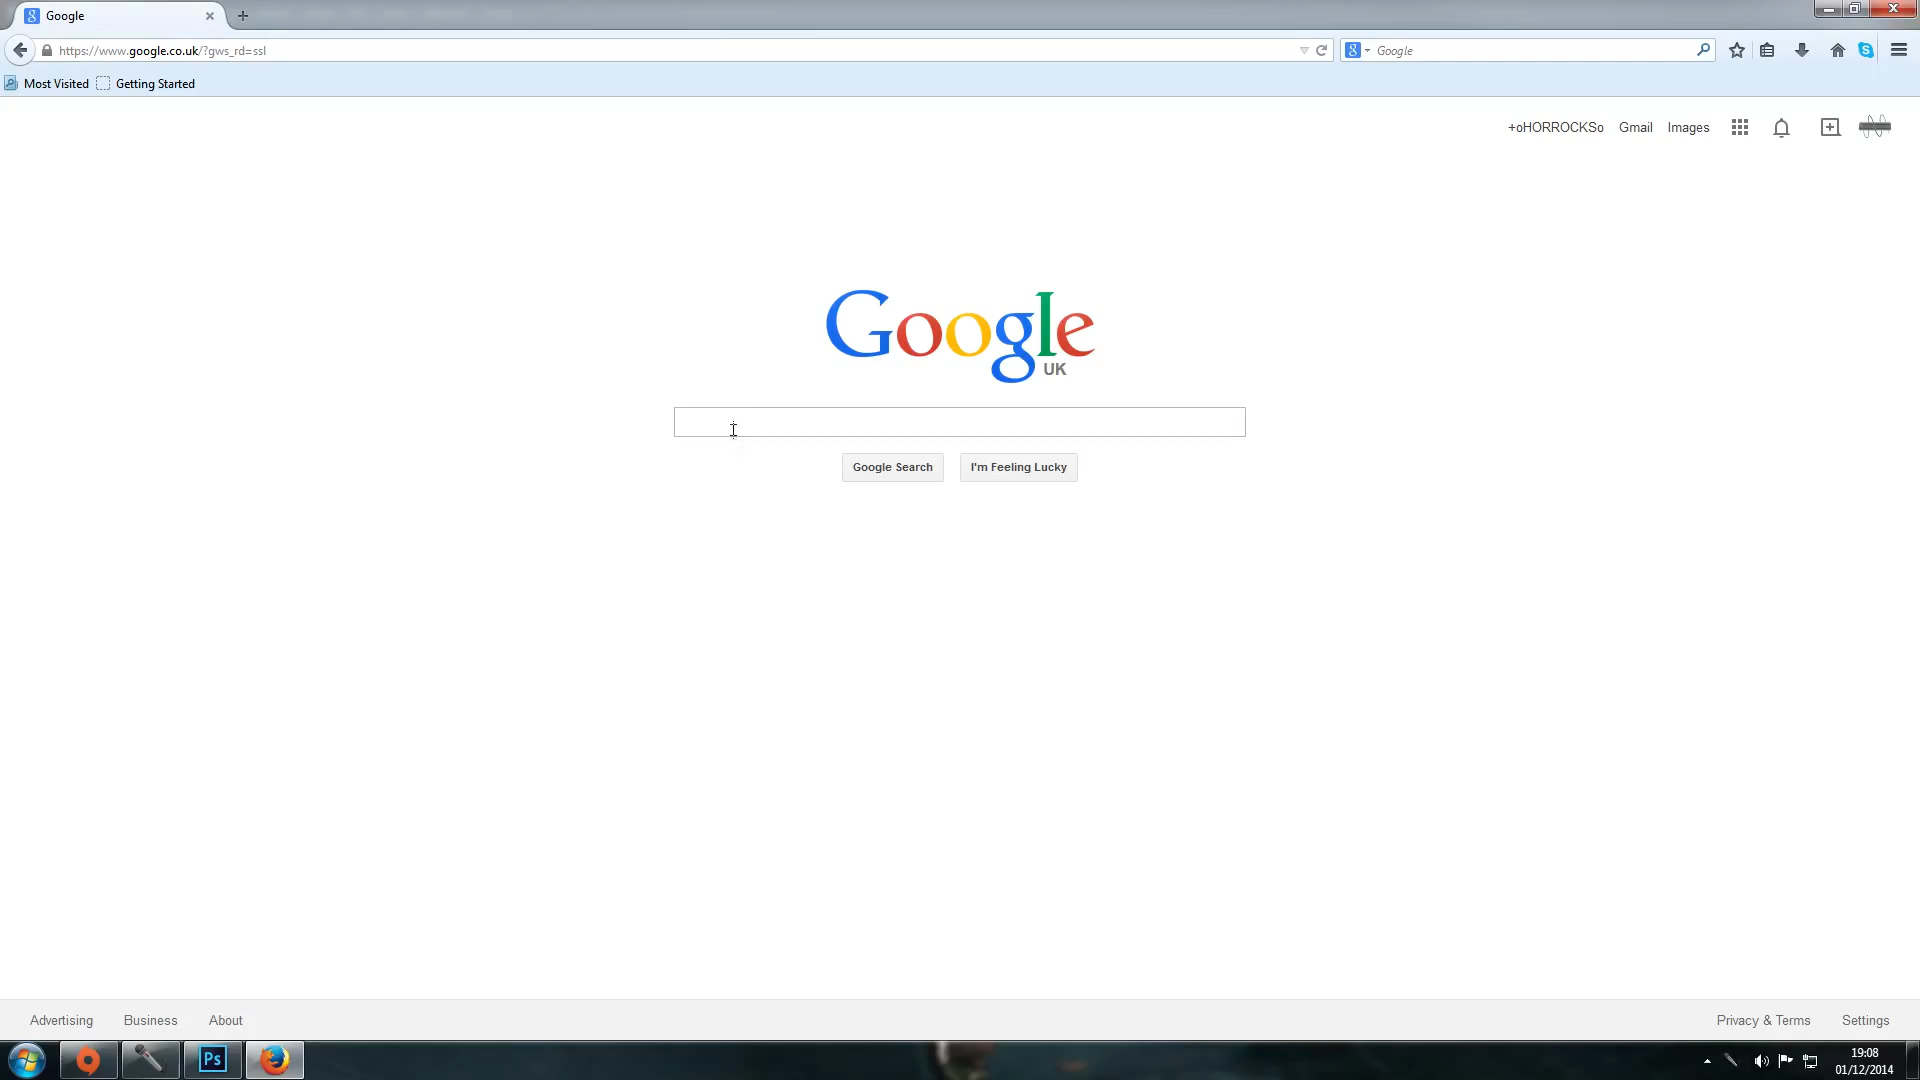 Google
https://www.google.co.uk/?gws_rd=ssl
Google
Most Visited
Getting Started
+oHORROCKSo
Gmail
Images
Google
UK
Google Search
I'm Feeling Lucky
Advertising
Business
About
Privacy & Terms
Settings
Ps
19:08
01/12/2014